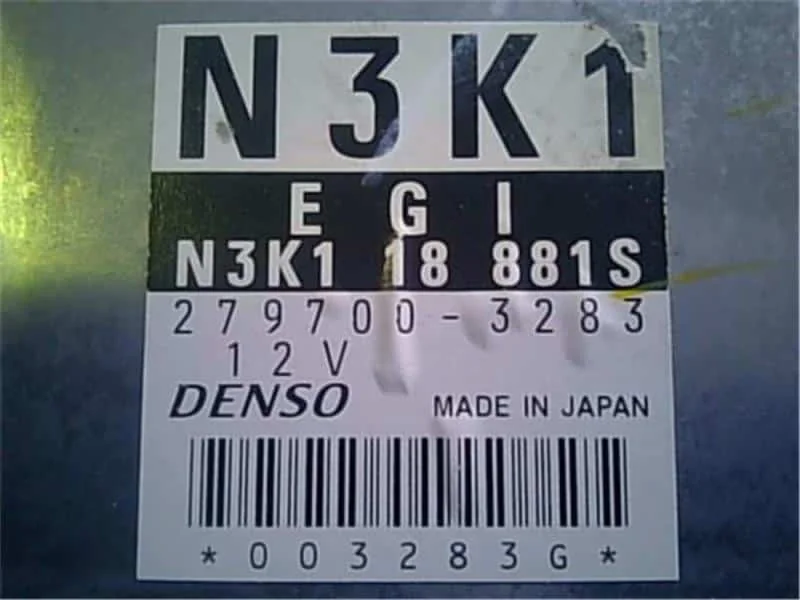 N3K1
EGI
N3K1 18 881S
279700-3283
12V
DENSO MADE IN JAPAN
*003283G*